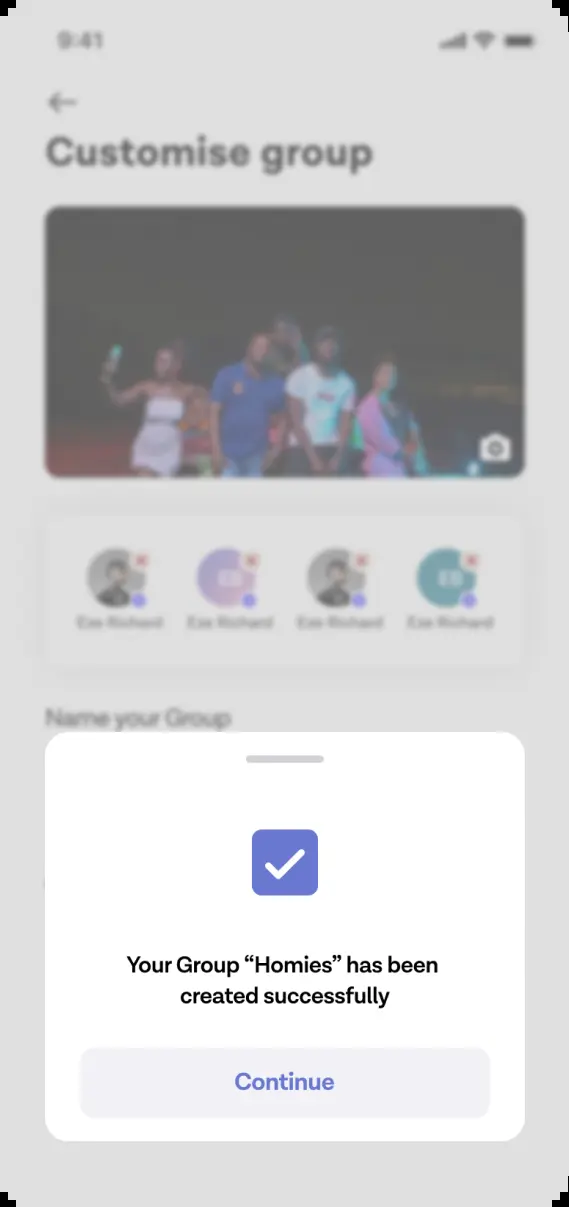 9:41
Customise group
Eze Richard
Eze Richard
Eze Richard
Eze Richard
Name your Group
Your Group “Homies” has been
created successfully
Continue